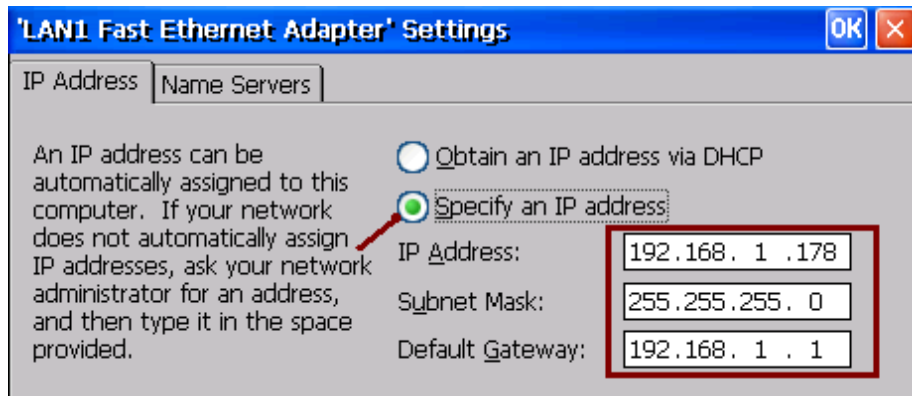 'LAN1 Fast Ethernet Adapter' Settings OK
IP Address Name Servers
An IP address can be
automatically assigned to this
computer. If your network
does not automatically assign
IP addresses, ask your network
administrator for an address,
and then type it in the space
provided.
Obtain an IP address via DHCP
Specify an IP address
IP Address: 192.168. 1 .178
Subnet Mask: 255.255.255. 0
Default Gateway: 192.168. 1 . 1